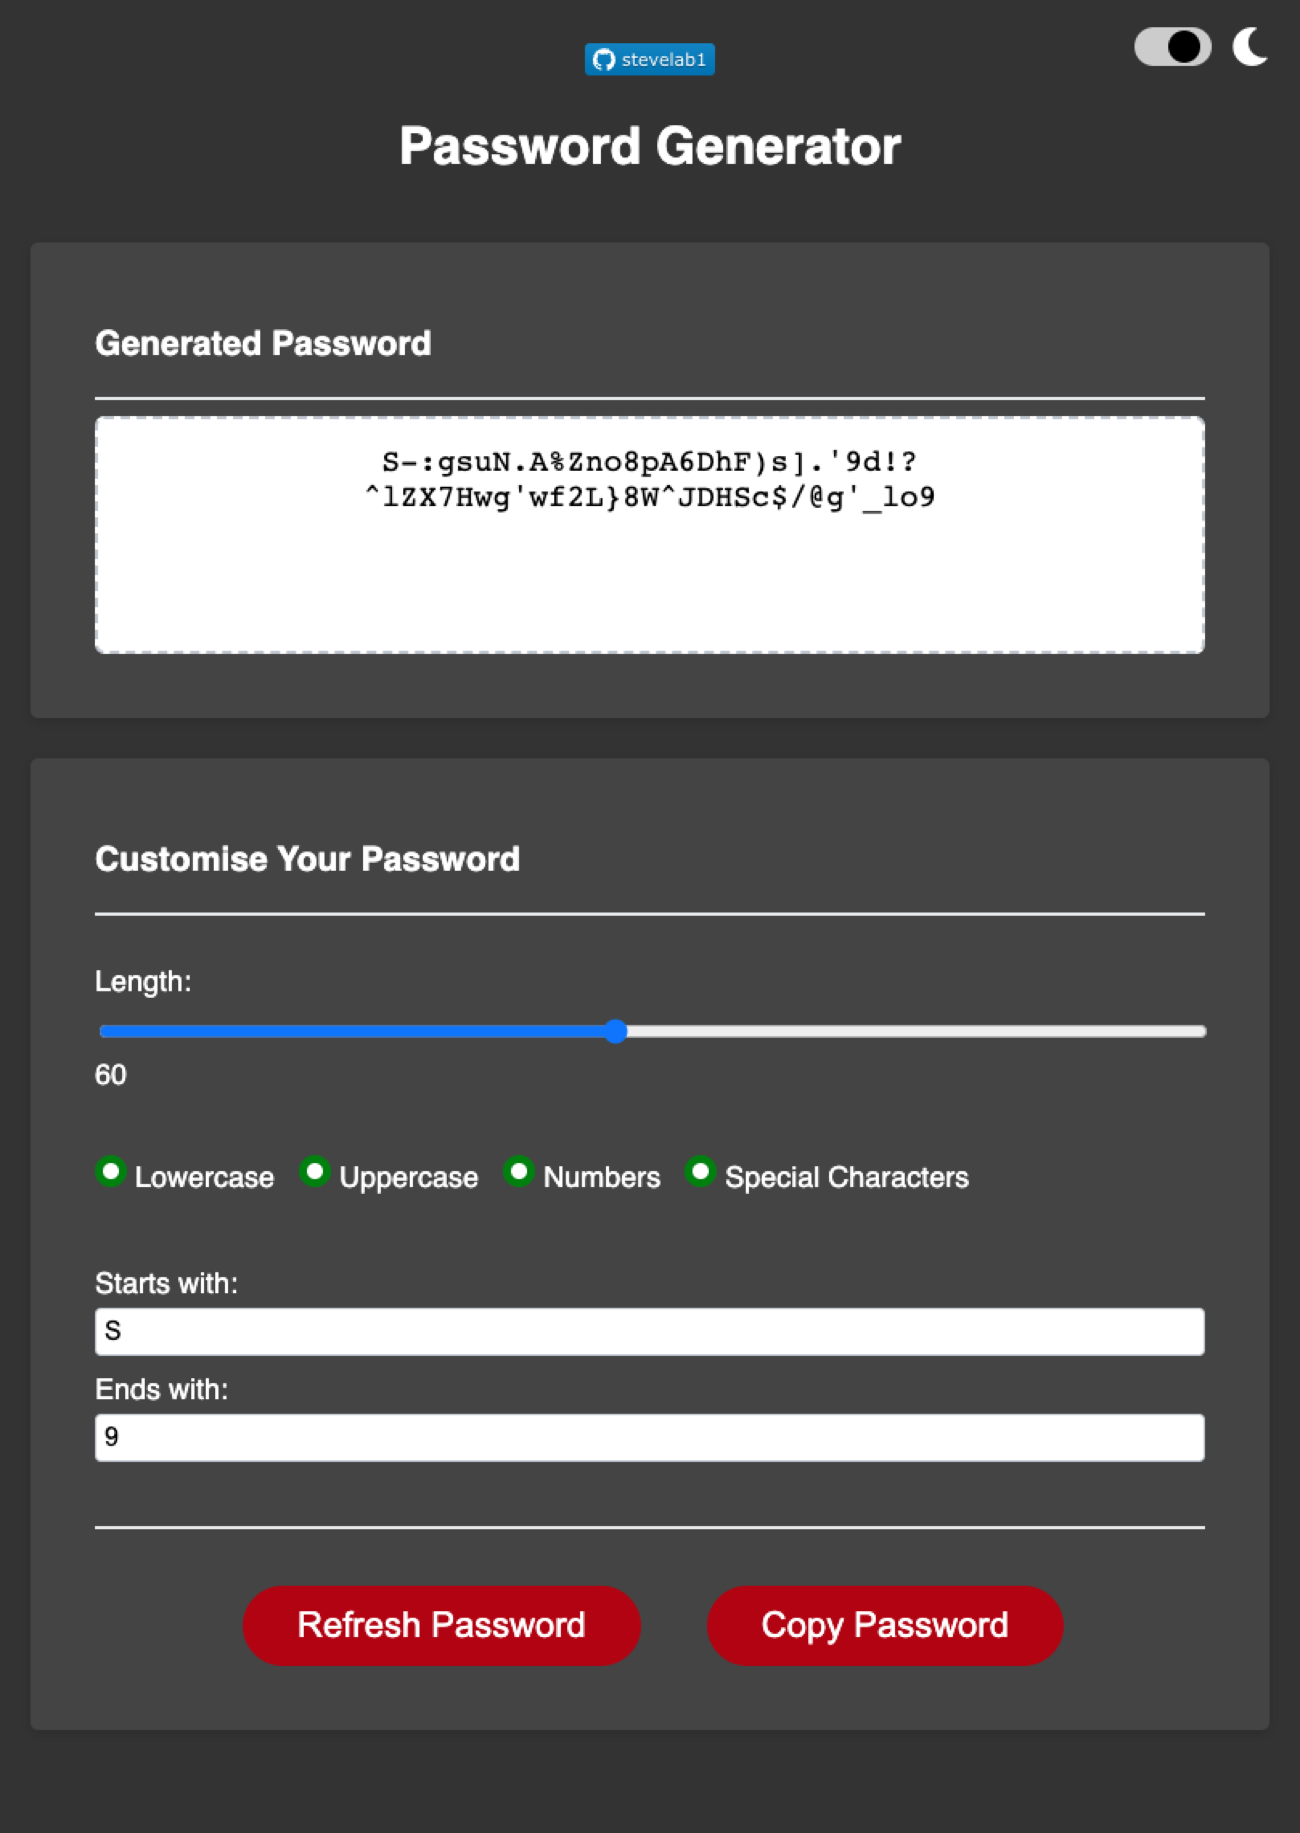 stevelab1
Password Generator
Generated Password
S-:gsuN.A%Zno8pA6DhF)s].'9d!?
^lZX7Hwg'wf2L}8W^JDHSc$/@g'_lo9
Customise Your Password
Length:
60
Lowercase Uppercase Numbers Special Characters
Starts with:
S
Ends with:
9
Refresh Password Copy Password